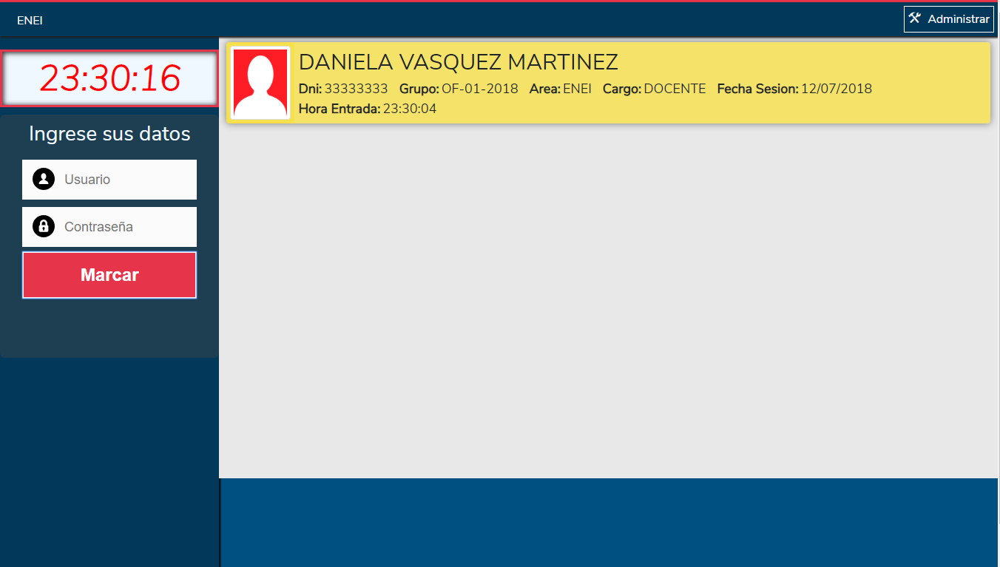 ENEI
Administrar
23:30:16
Ingrese sus datos
Usuario
Contraseña
Marcar
DANIELA VASQUEZ MARTINEZ
Dni: 33333333 Grupo: OF-01-2018 Area: ENEI Cargo: DOCENTE Fecha Sesion: 12/07/2018
Hora Entrada: 23:30:04